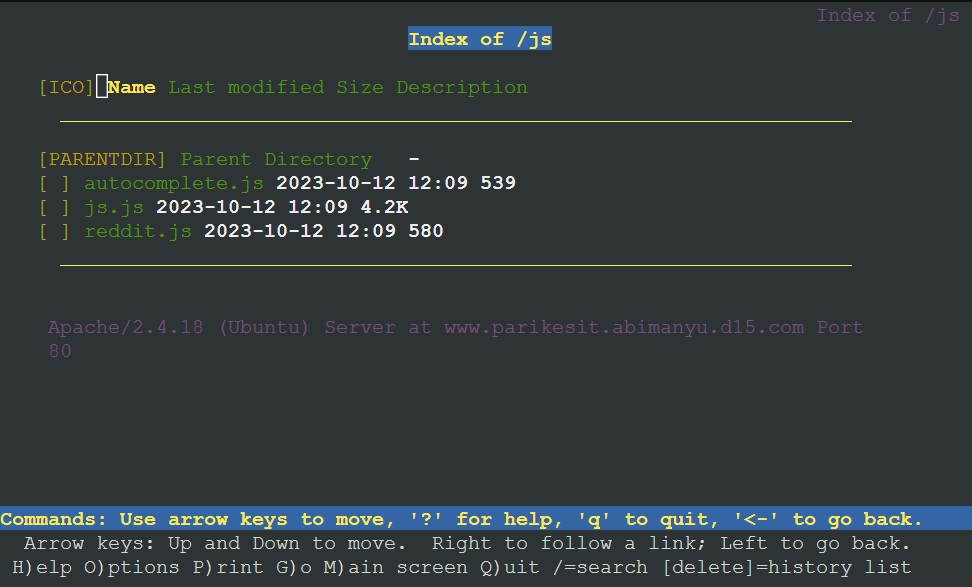 Index of /js
Index of /js
[ICO] Name Last modified Size Description
[PARENTDIR] Parent Directory -
[ ] autocomplete.js 2023-10-12 12:09 539
[ ] js.js 2023-10-12 12:09 4.2K
[ ] reddit.js 2023-10-12 12:09 580
Apache/2.4.18 (Ubuntu) Server at www.parikesit.abimanyu.d15.com Port
80
Commands: Use arrow keys to move, '?' for help, 'q' to quit, '<-' to go back.
Arrow keys: Up and Down to move. Right to follow a link; Left to go back.
H)elp O)ptions P)rint G)o M)ain screen Q)uit /=search [delete]=history list